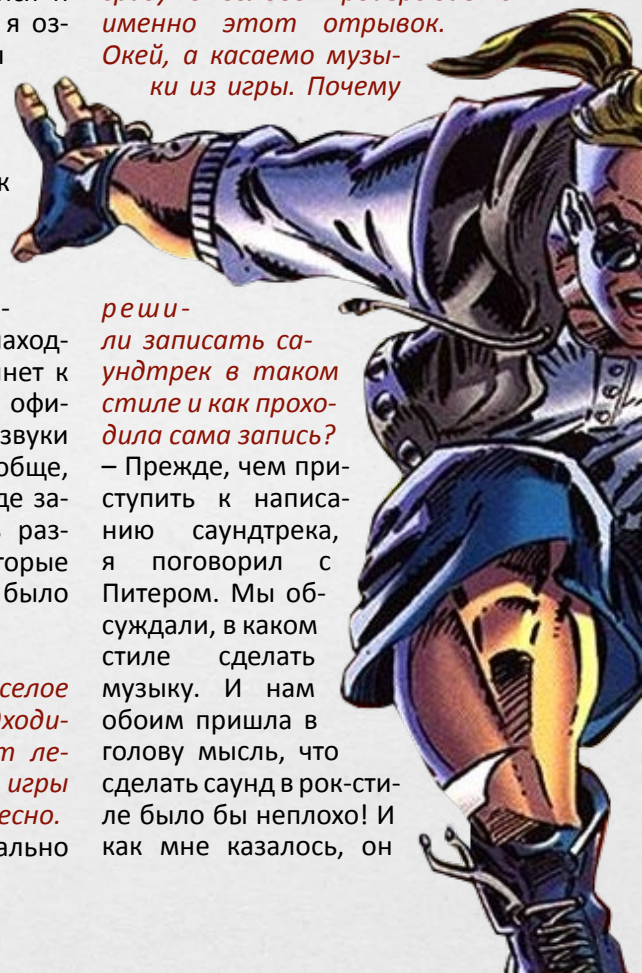 я оз-
к
-
наход-
нет к
офи-
звуки
обще,
де за-
раз-
торые
было
селое
дходи-
т ле-
игры
есно.
ально
именно этот отрывок.
Окей, а касаемо музы-
ки из игры. Почему
реши-
ли записать са-
ундтрек в таком
стиле и как прохо-
дила сама запись?
– Прежде, чем при-
ступить к написа-
нию саундтрека,
я поговорил с
Питером. Мы об-
суждали, в каком
стиле сделать
музыку. И нам
обоим пришла в
голову мысль, что
сделать саунд в рок-сти-
ле было бы неплохо! И
как мне казалось, он